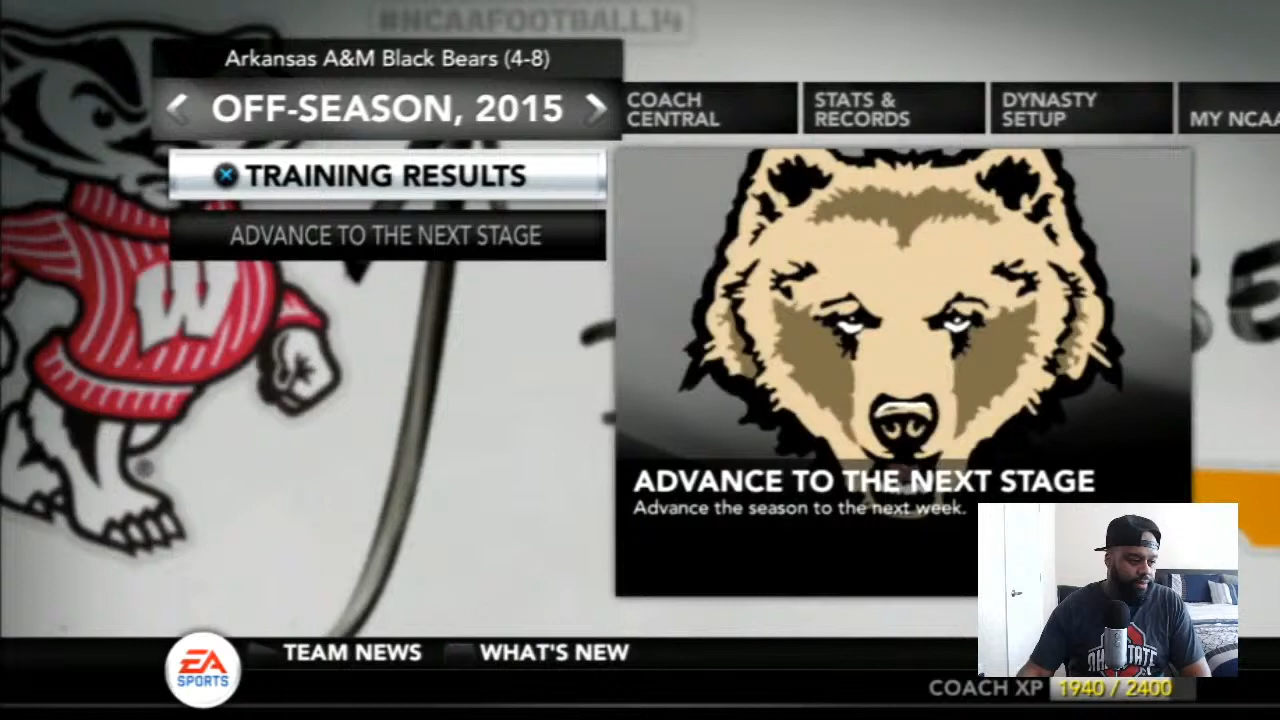 #NCAAFOOTBALL14
Arkansas A&M Black Bears (4-8)
OFF-SEASON, 2015
COACH CENTRAL
STATS & RECORDS
DYNASTY SETUP
MY NCAA
TRAINING RESULTS
ADVANCE TO THE NEXT STAGE
W
ADVANCE TO THE NEXT STAGE
Advance the season to the next week.
EA SPORTS
TEAM NEWS
WHAT'S NEW
COACH XP 1940 / 2400